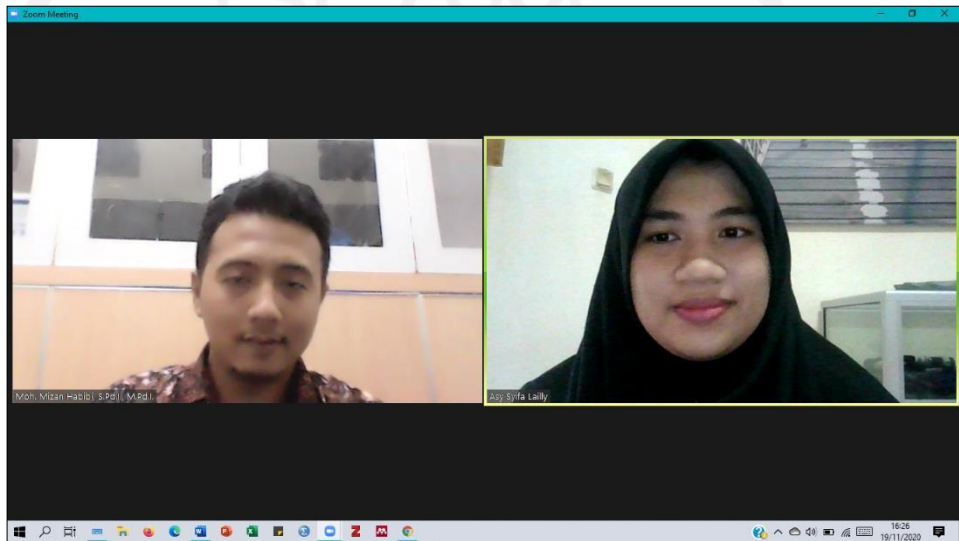 Zoom Meeting
Moh. Mizan Habibi, S.Pd.I., M.Pd.I.
Asy Syifa Lailly
16:26
19/11/2020